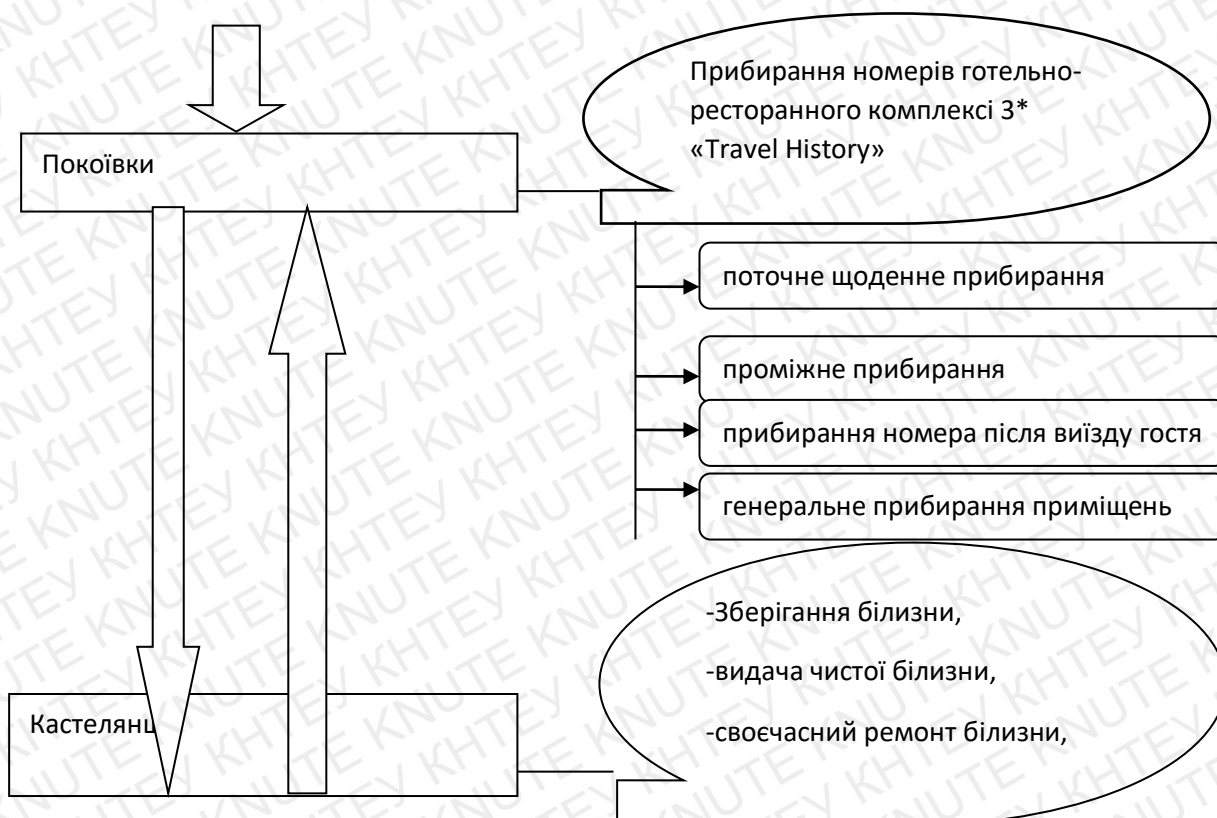 Прибирання номерів готельно-
ресторанного комплексі 3*
«Travel History»
Покоївки
поточне щоденне прибирання
проміжне прибирання
прибирання номера після виїзду гостя
генеральне прибирання приміщень
-Зберігання білизни,
-видача чистої білизни,
-своєчасний ремонт білизни,
Кастелянш